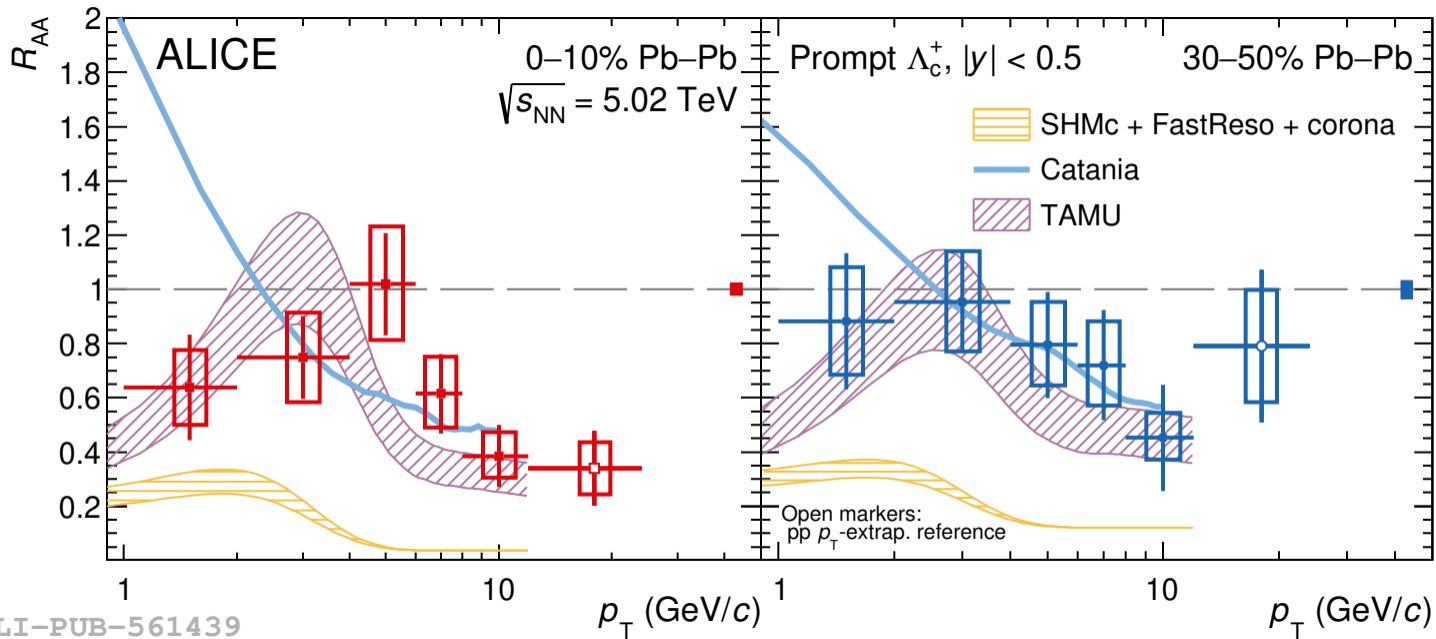 R_AA
2
1.8
1.6
1.4
1.2
1
0.8
0.6
0.4
0.2
ALICE
0–10% Pb–Pb
√s_NN = 5.02 TeV
1
10
p_T (GeV/c)
Prompt Λ_c^+, |y| < 0.5
30–50% Pb–Pb
SHMc + FastReso + corona
Catania
TAMU
Open markers:
pp p_T-extrap. reference
1
10
p_T (GeV/c)
LI-PUB-561439